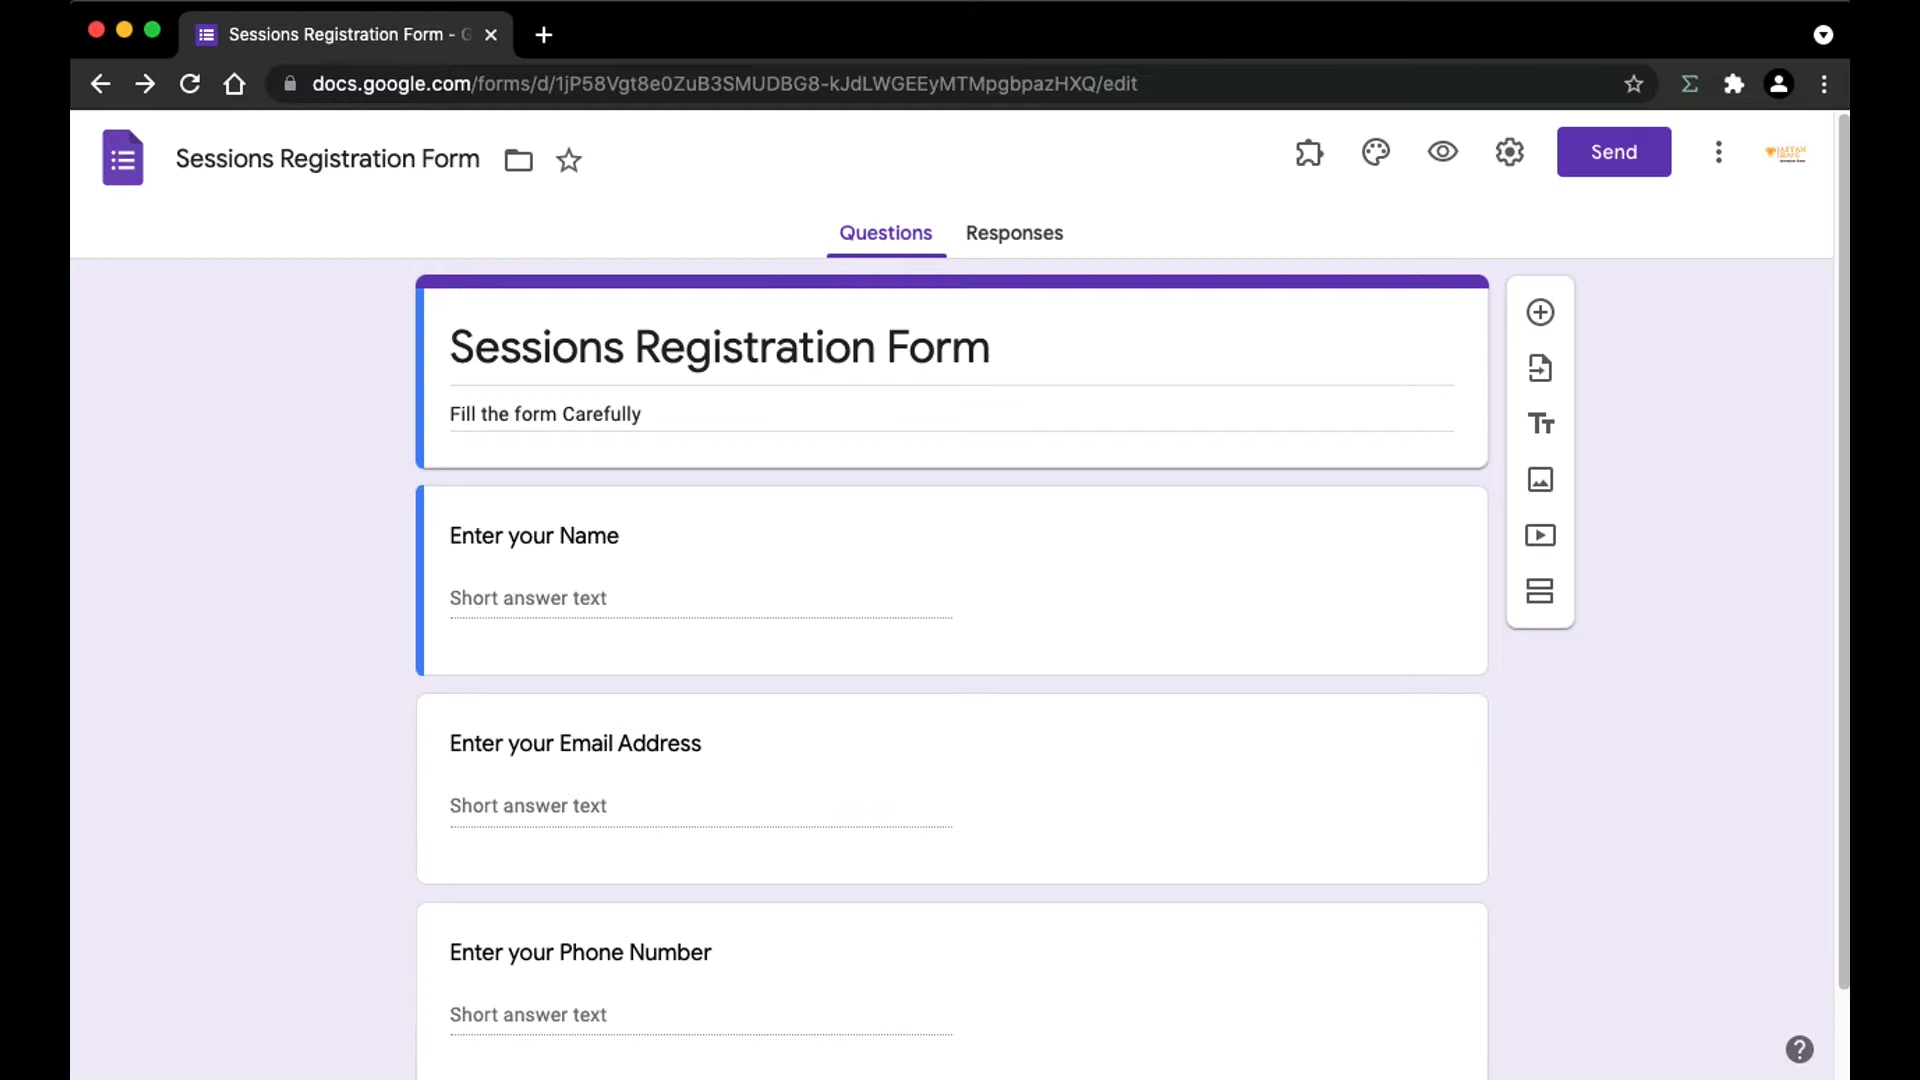 Sessions Registration Form - G
docs.google.com/forms/d/1jP58Vgt8e0ZuB3SMUDBG8-kJdLWGEEyMTMpgbpazHXQ/edit
Sessions Registration Form
Send
Questions
Responses
Sessions Registration Form
Fill the form Carefully
Enter your Name
Short answer text
Enter your Email Address
Short answer text
Enter your Phone Number
Short answer text